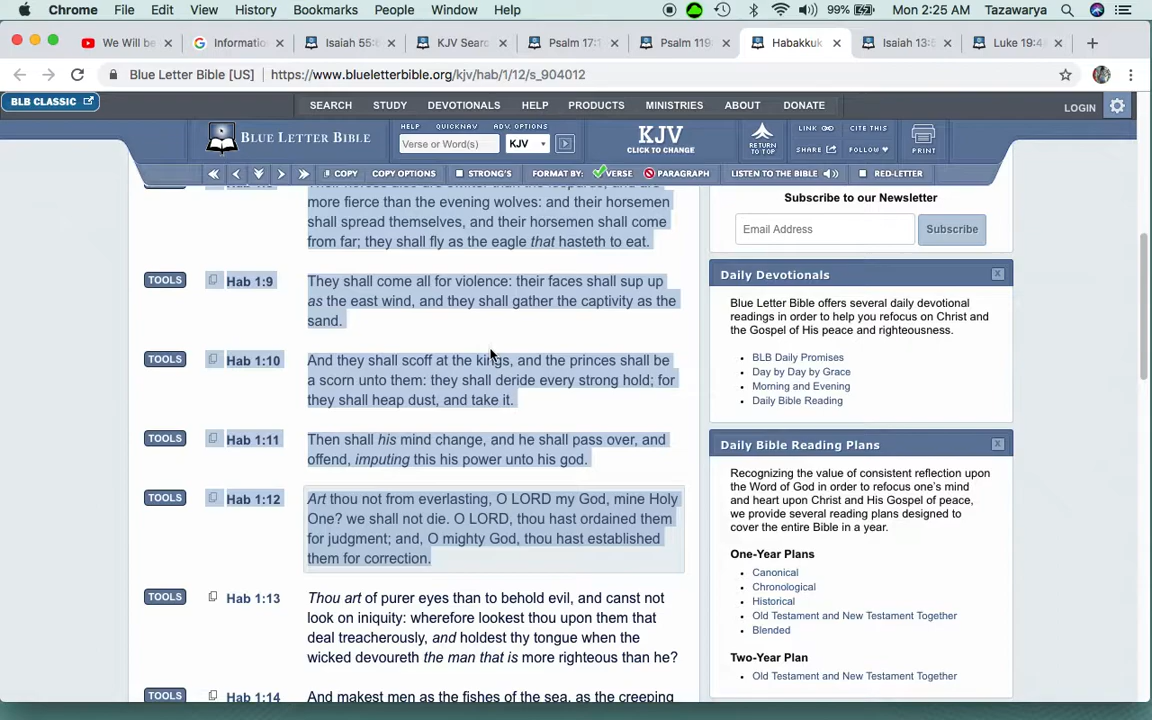 Chrome File Edit View History Bookmarks People Window Help 99% Mon 2:25 AM Tazawarya
We Will be × Informatio × Isaiah 55:6 × KJV Searc × Psalm 17:1 × Psalm 119: × Habakkuk × Isaiah 13:5 × Luke 19:4 ×
Blue Letter Bible [US] https://www.blueletterbible.org/kjv/hab/1/12/s_904012
BLB CLASSIC
SEARCH STUDY DEVOTIONALS HELP PRODUCTS MINISTRIES ABOUT DONATE LOGIN
HELP QUICKNAV ADV. OPTIONS
BLUE LETTER BIBLE
Verse or Word(s) KJV
KJV
CLICK TO CHANGE
RETURN
TO TOP
LINK CITE THIS
SHARE FOLLOW
PRINT
COPY COPY OPTIONS STRONG'S FORMAT BY: VERSE PARAGRAPH LISTEN TO THE BIBLE RED-LETTER
more fierce than the evening wolves: and their horsemen
shall spread themselves, and their horsemen shall come
from far; they shall fly as the eagle that hasteth to eat.
TOOLS Hab 1:9 They shall come all for violence: their faces shall sup up
as the east wind, and they shall gather the captivity as the
sand.
TOOLS Hab 1:10 And they shall scoff at the kings, and the princes shall be
a scorn unto them: they shall deride every strong hold; for
they shall heap dust, and take it.
TOOLS Hab 1:11 Then shall his mind change, and he shall pass over, and
offend, imputing this his power unto his god.
TOOLS Hab 1:12 Art thou not from everlasting, O LORD my God, mine Holy
One? we shall not die. O LORD, thou hast ordained them
for judgment; and, O mighty God, thou hast established
them for correction.
TOOLS Hab 1:13 Thou art of purer eyes than to behold evil, and canst not
look on iniquity: wherefore lookest thou upon them that
deal treacherously, and holdest thy tongue when the
wicked devoureth the man that is more righteous than he?
TOOLS Hab 1:14 And makest men as the fishes of the sea, as the creeping
Subscribe to our Newsletter
Email Address Subscribe
Daily Devotionals
Blue Letter Bible offers several daily devotional
readings in order to help you refocus on Christ and
the Gospel of His peace and righteousness.
BLB Daily Promises
Day by Day by Grace
Morning and Evening
Daily Bible Reading
Daily Bible Reading Plans
Recognizing the value of consistent reflection upon
the Word of God in order to refocus one's mind
and heart upon Christ and His Gospel of peace,
we provide several reading plans designed to
cover the entire Bible in a year.
One-Year Plans
Canonical
Chronological
Historical
Old Testament and New Testament Together
Blended
Two-Year Plan
Old Testament and New Testament Together